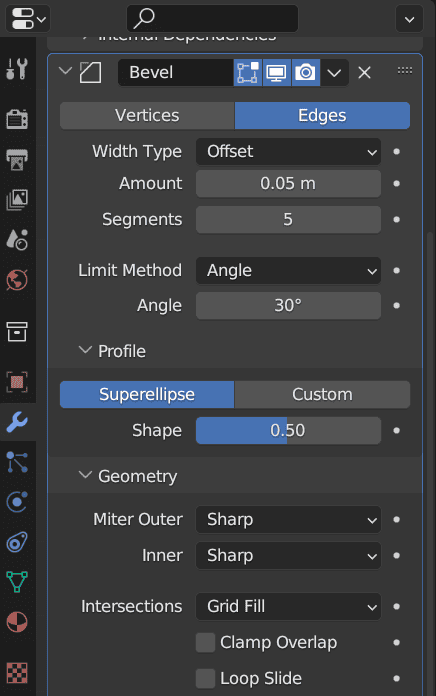 Internal Dependencies
Bevel
Vertices Edges
Width Type Offset
Amount 0.05 m
Segments 5
Limit Method Angle
Angle 30°
Profile
Superellipse Custom
Shape 0.50
Geometry
Miter Outer Sharp
Inner Sharp
Intersections Grid Fill
Clamp Overlap
Loop Slide